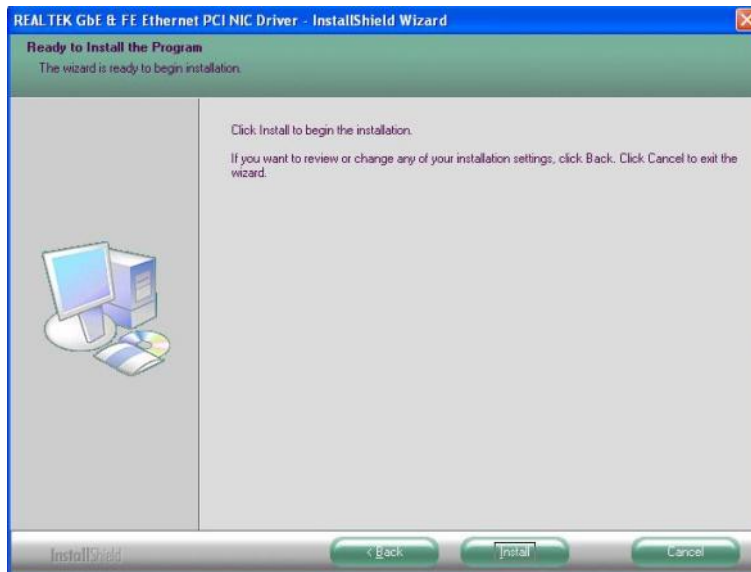 REALTEK GbE & FE Ethernet PCI NIC Driver - InstallShield Wizard
Ready to Install the Program
The wizard is ready to begin installation.
Click Install to begin the installation.
If you want to review or change any of your installation settings, click Back. Click Cancel to exit the
wizard.
InstallShield
< Back
Install
Cancel